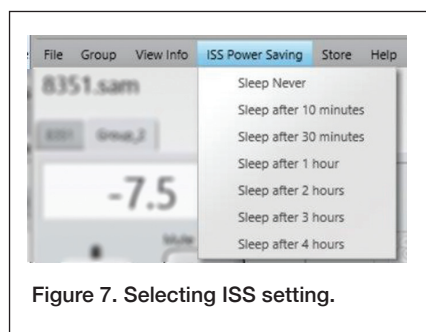 File Group View Info ISS Power Saving Store Help
8351.sam
Sleep Never
Sleep after 10 minutes
8351 Group_2
Sleep after 30 minutes
Sleep after 1 hour
-7.5
Sleep after 2 hours
Sleep after 3 hours
Mute
Sleep after 4 hours
Figure 7. Selecting ISS setting.